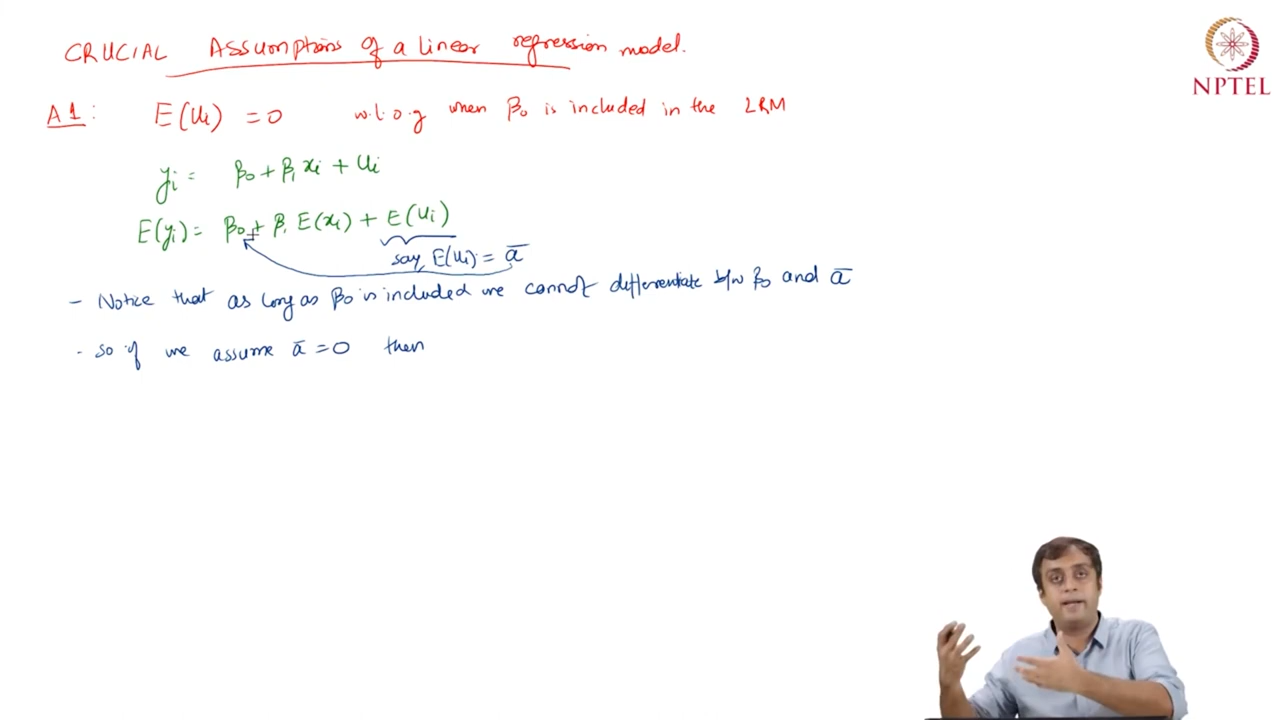 CRUCIAL Assumptions of a linear regression model.
NPTEL
A1: E(Ui) = 0 w.l.o.g when β0 is included in the LRM
yi = β0 + β1 xi + Ui
E(yi) = β0 + β1 E(xi) + E(Ui)
say, E(Ui) = a̅
- Notice that as long as β0 is included we cannot differentiate b/w β0 and a̅
- So if we assume a̅ = 0 then